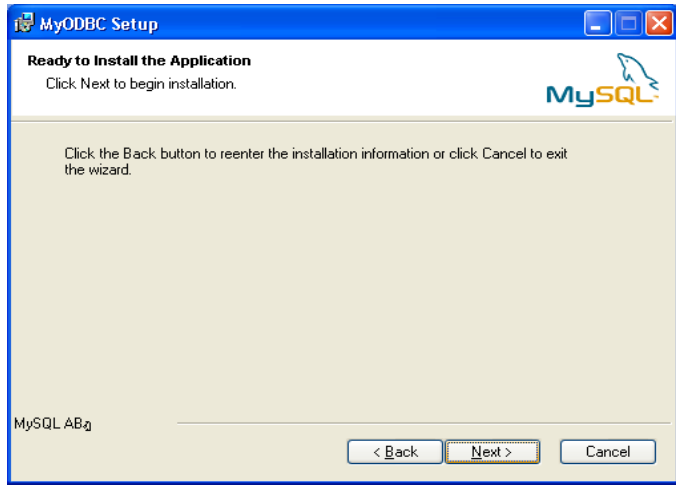 MyODBC Setup
Ready to Install the Application
Click Next to begin installation.
MySQL
Click the Back button to reenter the installation information or click Cancel to exit
the wizard.
MySQL AB
< Back Next > Cancel